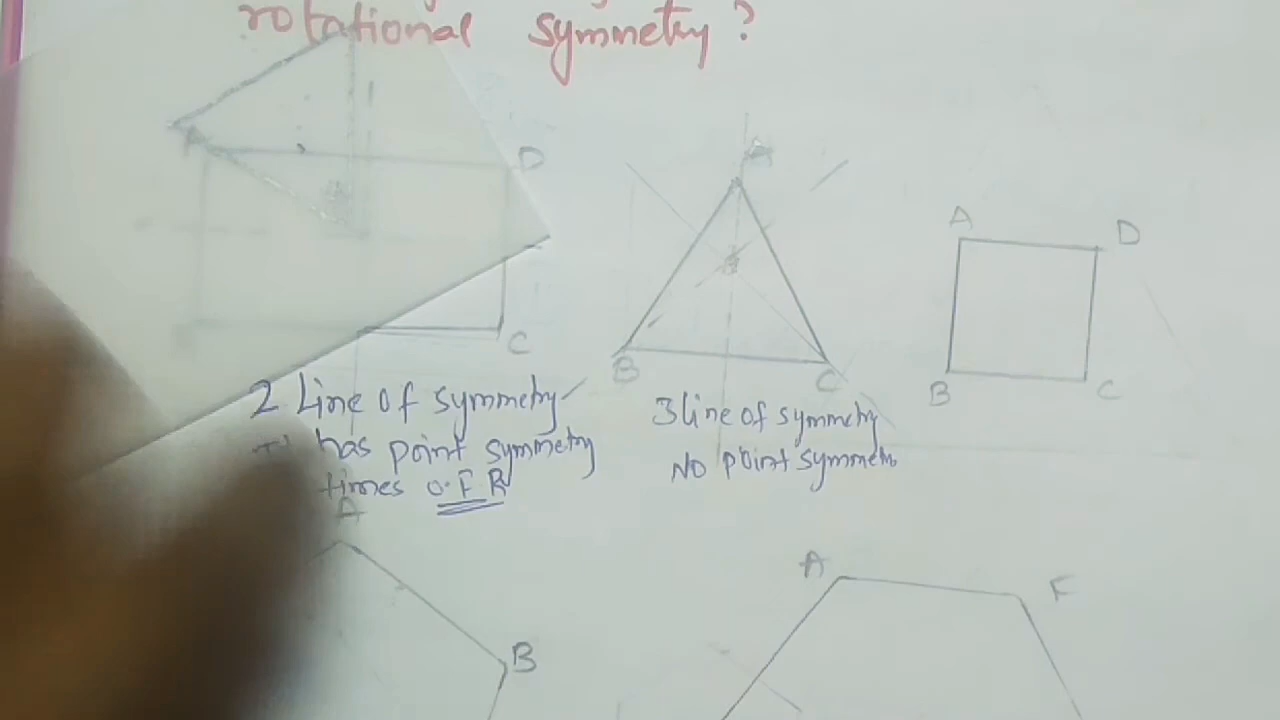 rotational symmetry?
D
C
2 Line of symmetry
has point symmetry
times O.F R
A
B
C
3 line of symmetry
No point symmetry
A
D
B
C
A
B
A
F